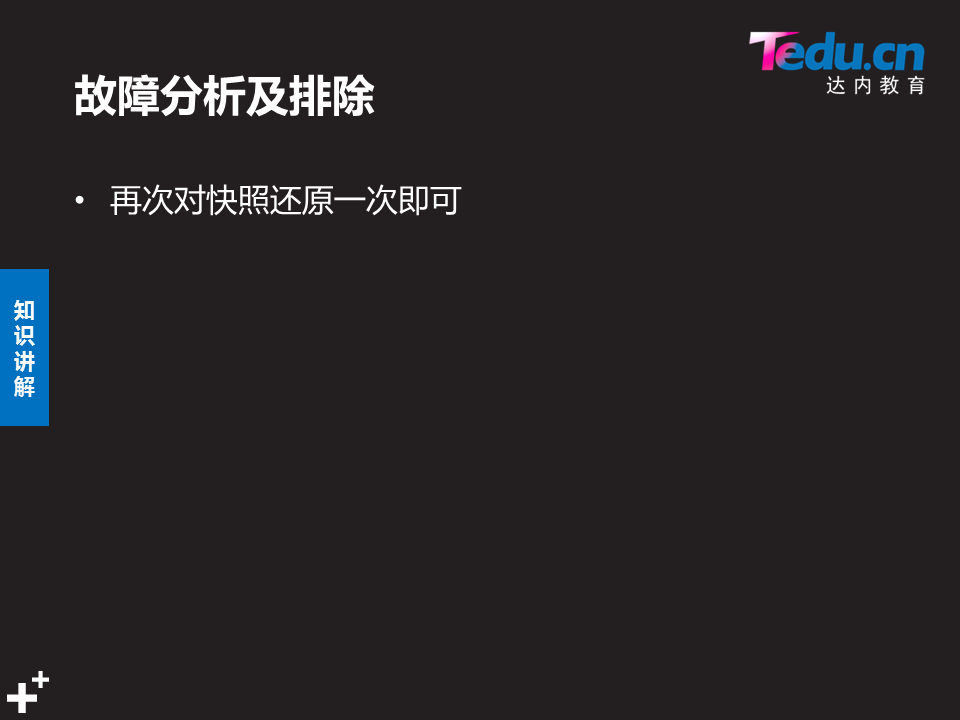 Tedu.cn
达内教育
故障分析及排除
• 再次对快照还原一次即可
知
识
讲
解